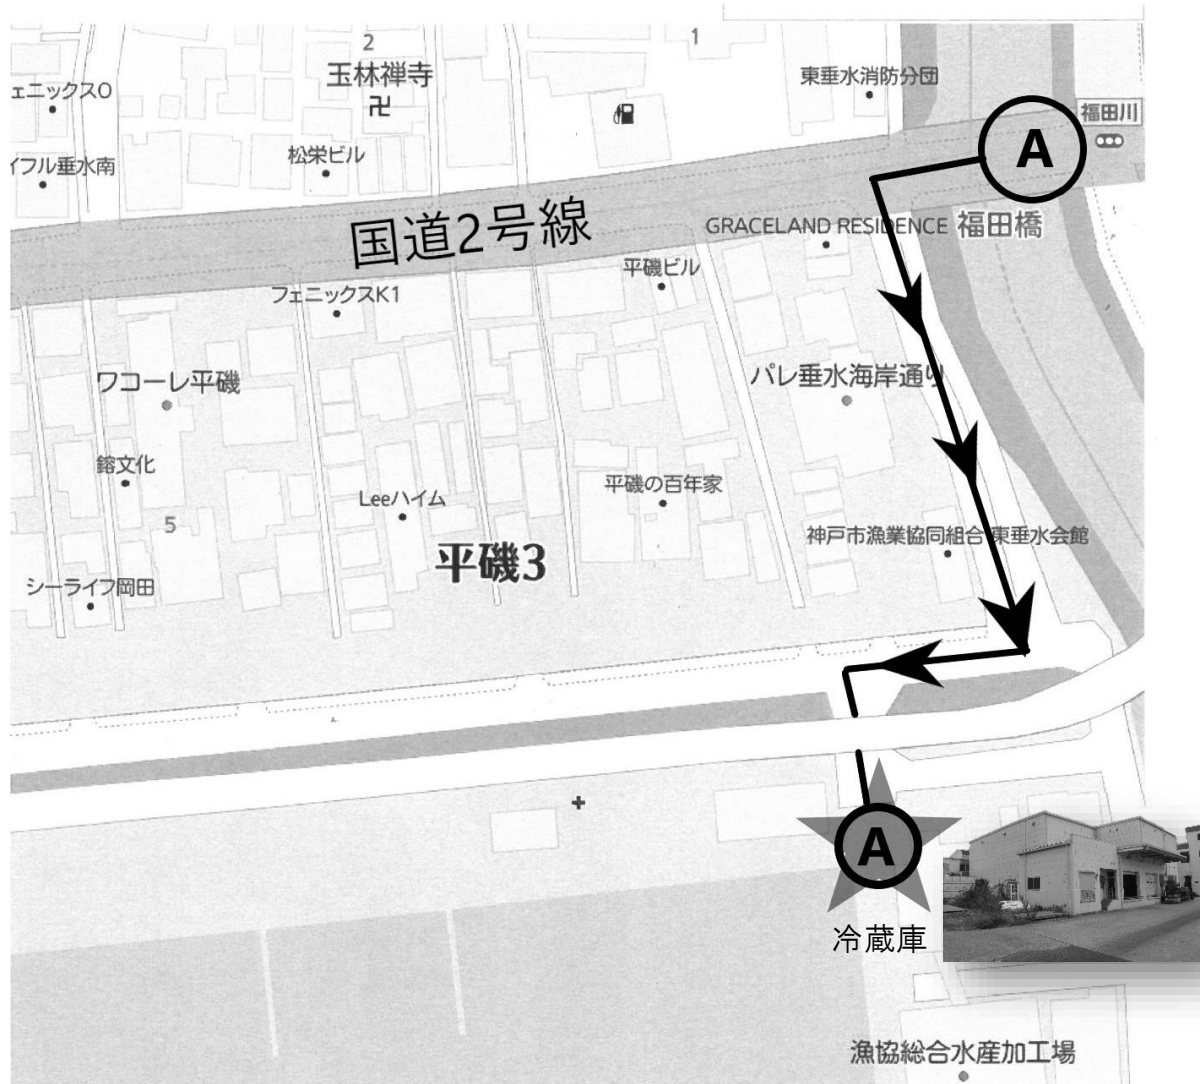 2
1
玉林禅寺
卍
東垂水消防分団
ェニックスO
福田川
A
松栄ビル
イフル垂水南
国道2号線
GRACELAND RESIDENCE
福田橋
平磯ビル
フェニックスK1
ワコーレ平磯
パレ垂水海岸通り
鎔文化
Leeハイム
平磯の百年家
5
神戸市漁業協同組合 東垂水会館
平磯3
シーライフ岡田
A
冷蔵庫
漁協総合水産加工場